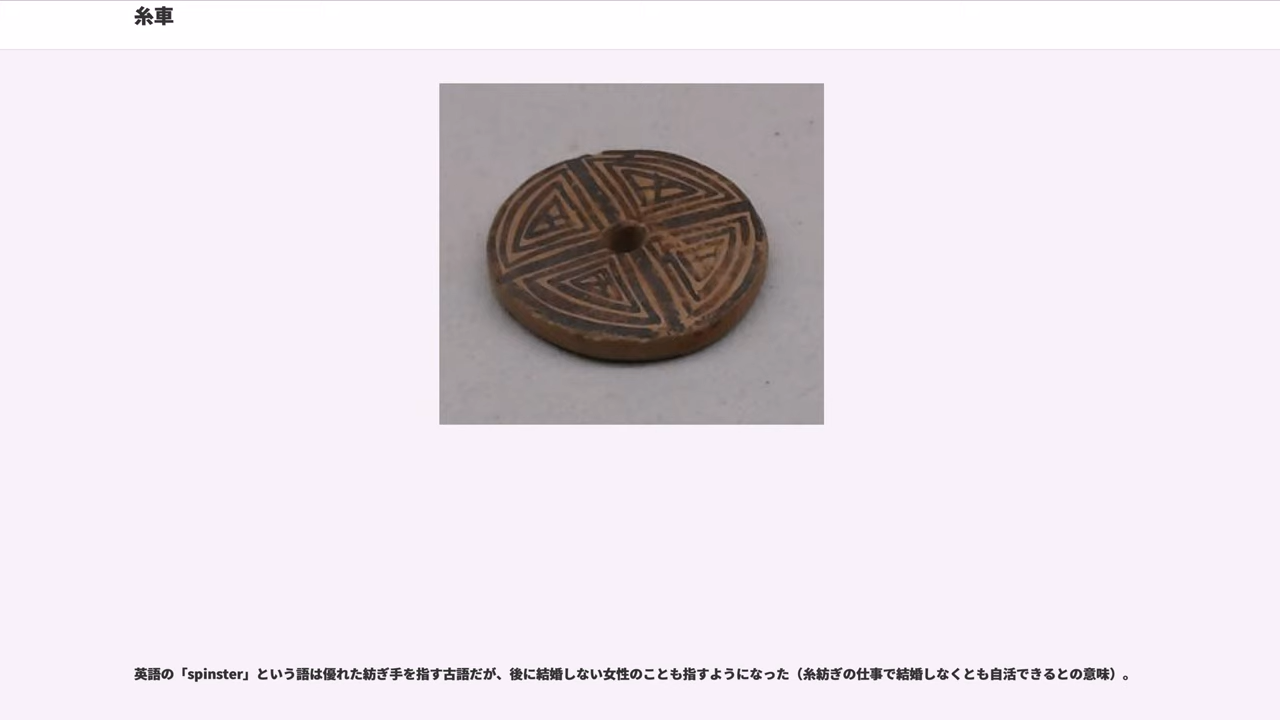 糸車
英語の「spinster」という語は優れた紡ぎ手を指す古語だが、後に結婚しない女性のことも指すようになった（糸紡ぎの仕事で結婚しなくとも自活できるとの意味）。